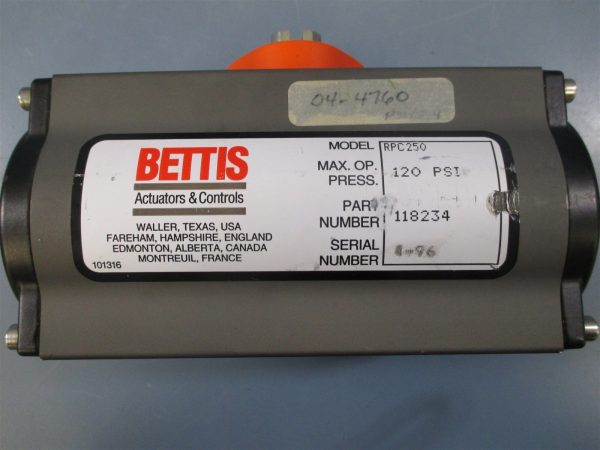 04-4760
BETTIS
Actuators & Controls
WALLER, TEXAS, USA
FAREHAM, HAMPSHIRE, ENGLAND
EDMONTON, ALBERTA, CANADA
MONTREUIL, FRANCE
101316
MODEL RPC250
MAX. OP.
PRESS. 120 PSI
PART
NUMBER 118234
SERIAL
NUMBER